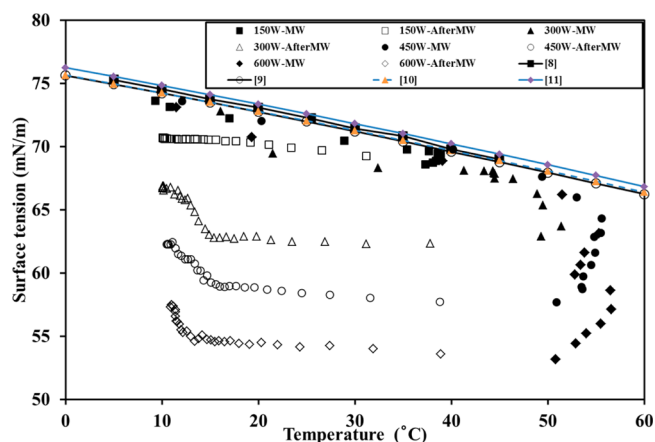 80
75
70
65
60
55
50
Surface tension (mN/m)
150W-MW 150W-AfterMW 300W-MW
300W-AfterMW 450W-MW 450W-AfterMW
600W-MW 600W-AfterMW [8]
[9] [10] [11]
0 10 20 30 40 50 60
Temperature (˚C)